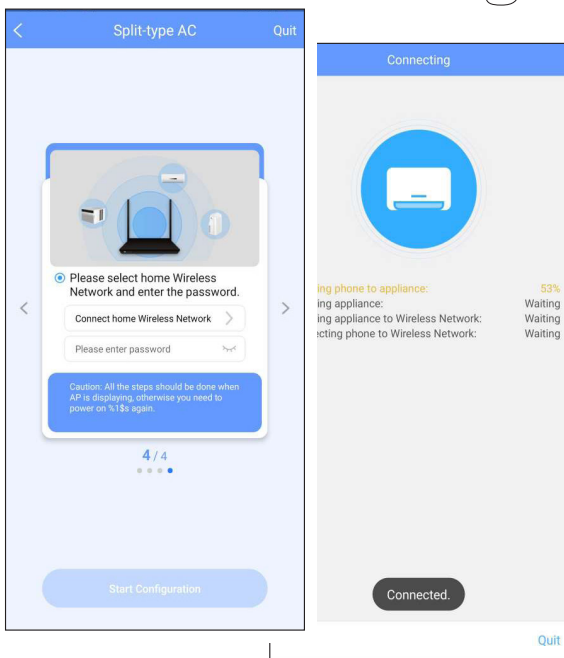 Split-type AC
Quit
Please select home Wireless
Network and enter the password.
Connect home Wireless Network
Please enter password
Caution: All the steps should be done when
AP is displaying, otherwise you need to
power on %1$s again.
4 / 4
Start Configuration
Connecting
ing phone to appliance: 53%
ing appliance: Waiting
ing appliance to Wireless Network: Waiting
ecting phone to Wireless Network: Waiting
Connected.
Quit